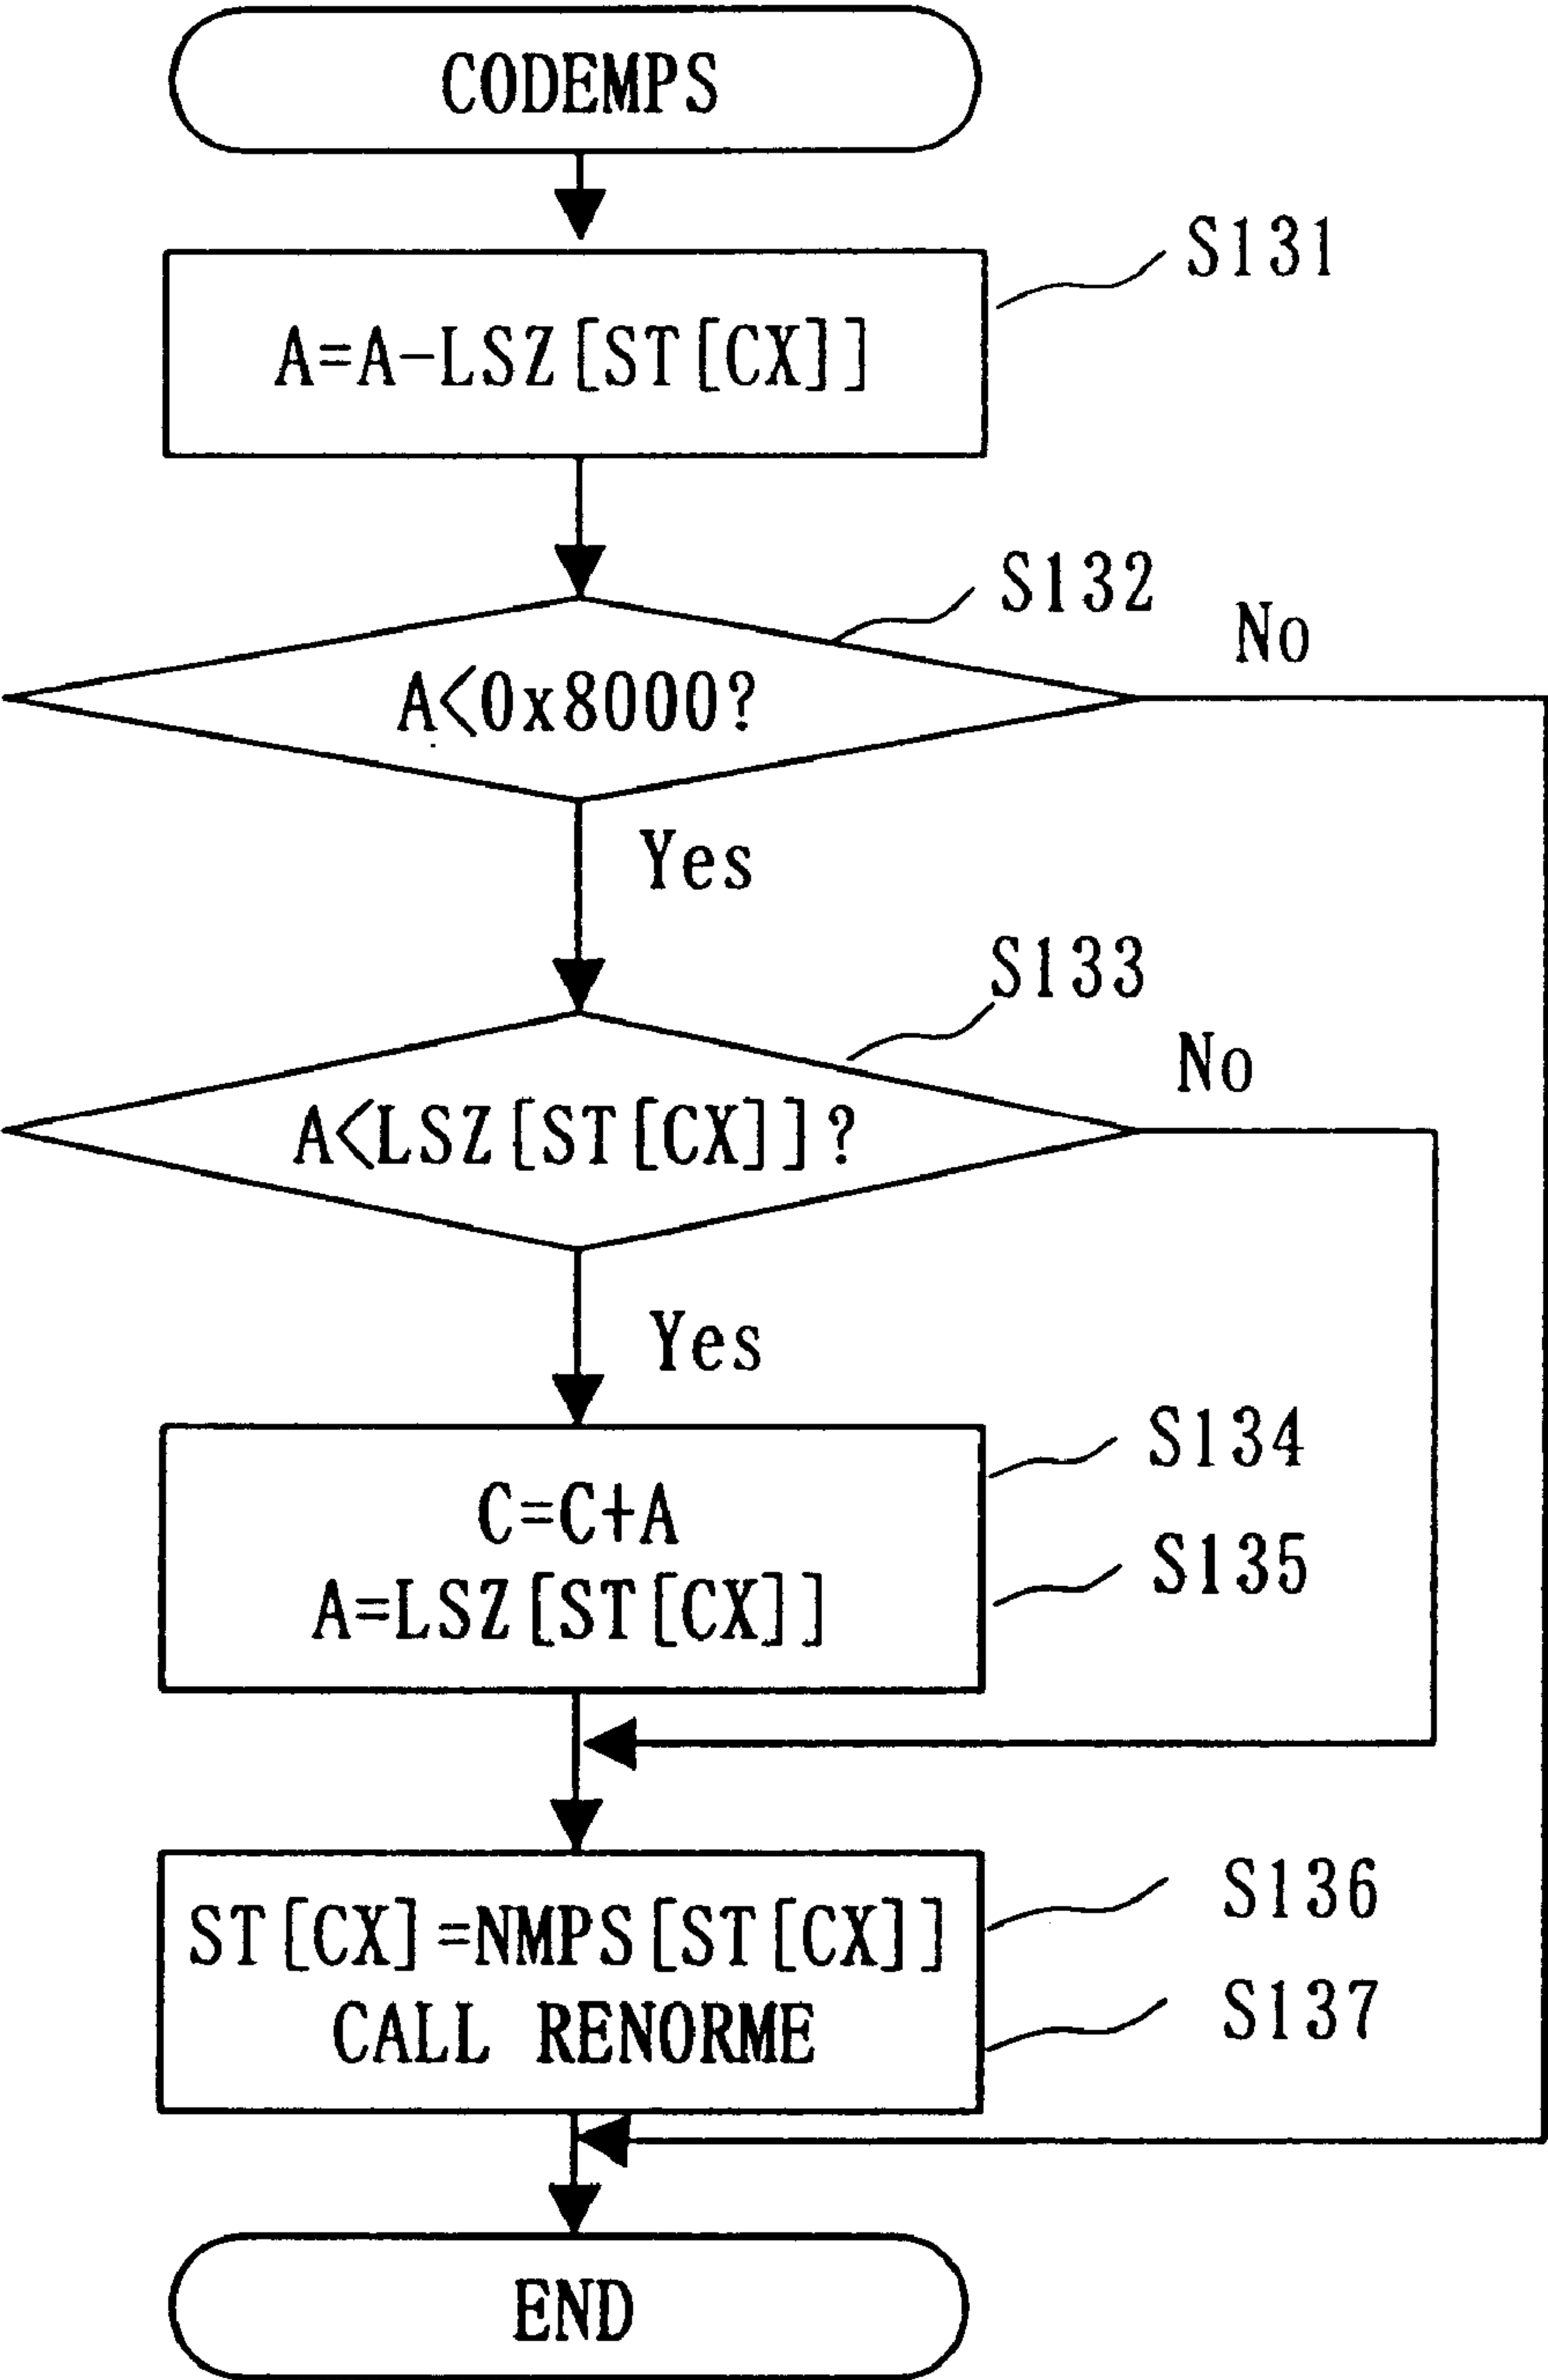 CODEMPS
S131
A=A-LSZ[ST[CX]]
S132
No
A<0x8000?
Yes
S133
No
A<LSZ[ST[CX]]?
Yes
S134
C=C+A
S135
A=LSZ[ST[CX]]
S136
ST[CX]=NMPS[ST[CX]]
S137
CALL RENORME
END